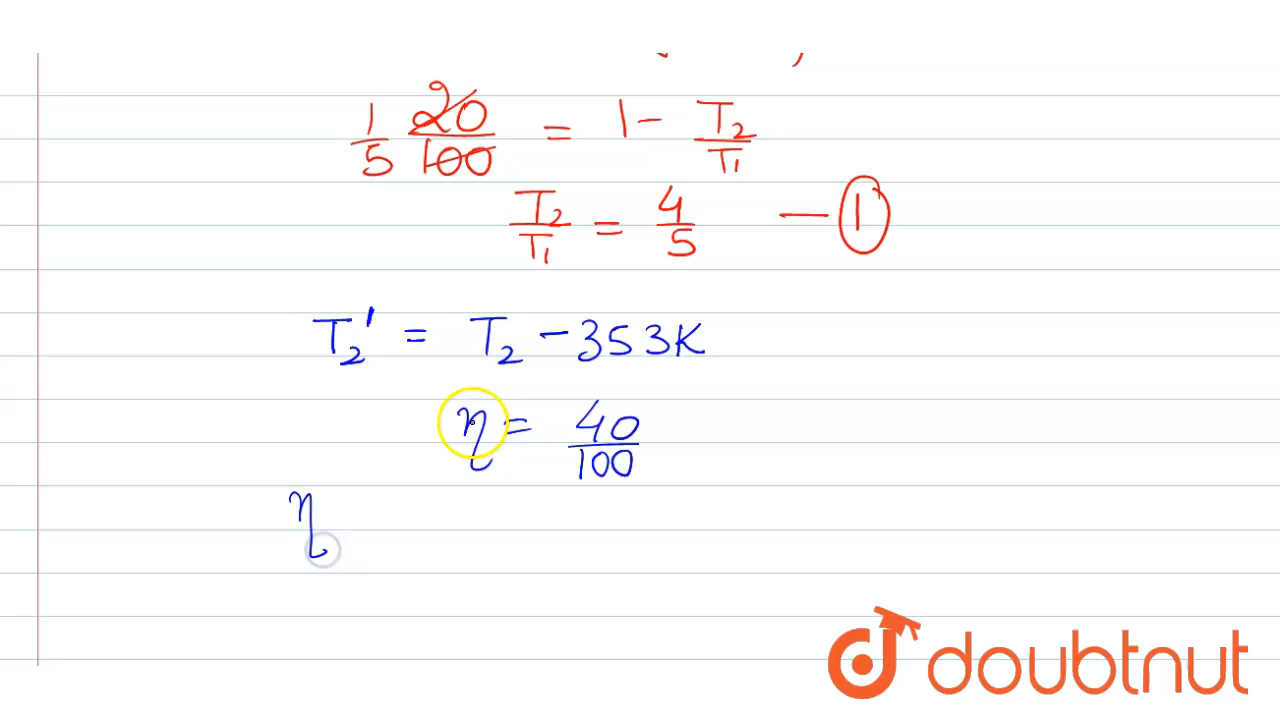 1/5 20/100 = 1 - T₂/T₁
T₂/T₁ = 4/5 — ①
T₂' = T₂ - 353K
η = 40/100
η
doubtnut